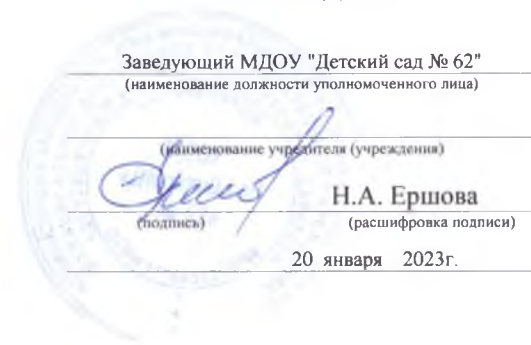 Заведующий МДОУ "Детский сад № 62"
(наименование должности уполномоченного лица)
(наименование учредителя (учреждения)
Н.А. Ершова
(подпись) (расшифровка подписи)
20 января 2023г.